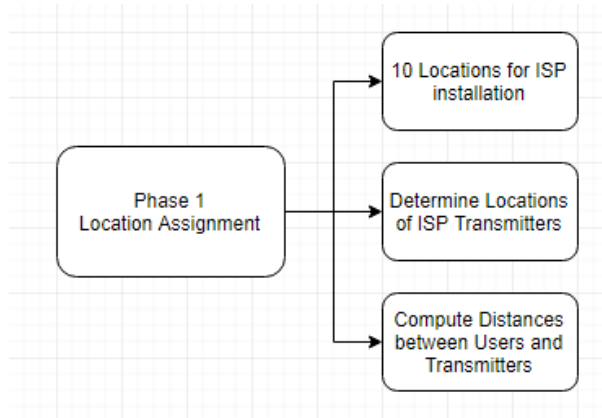 Phase 1
Location Assignment
10 Locations for ISP
installation
Determine Locations
of ISP Transmitters
Compute Distances
between Users and
Transmitters